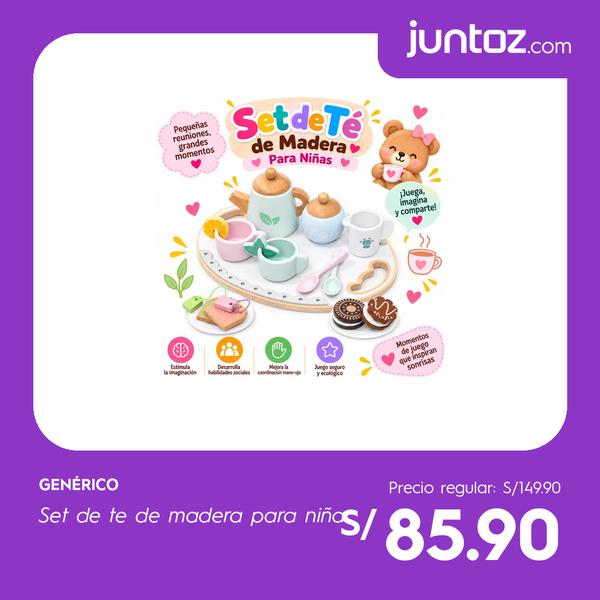 juntoz.com
Set de Té
de Madera
Para Niñas
Pequeñas
reuniones,
grandes
momentos
¡Juega,
imagina
y comparte!
Estimula
la imaginación
Desarrolla
habilidades sociales
Mejora la
coordinación mano-ojo
Juego seguro
y ecológico
Momentos
de juego
que inspiran
sonrisas
GENÉRICO
Set de te de madera para niña
Precio regular: S/149.90
S/85.90